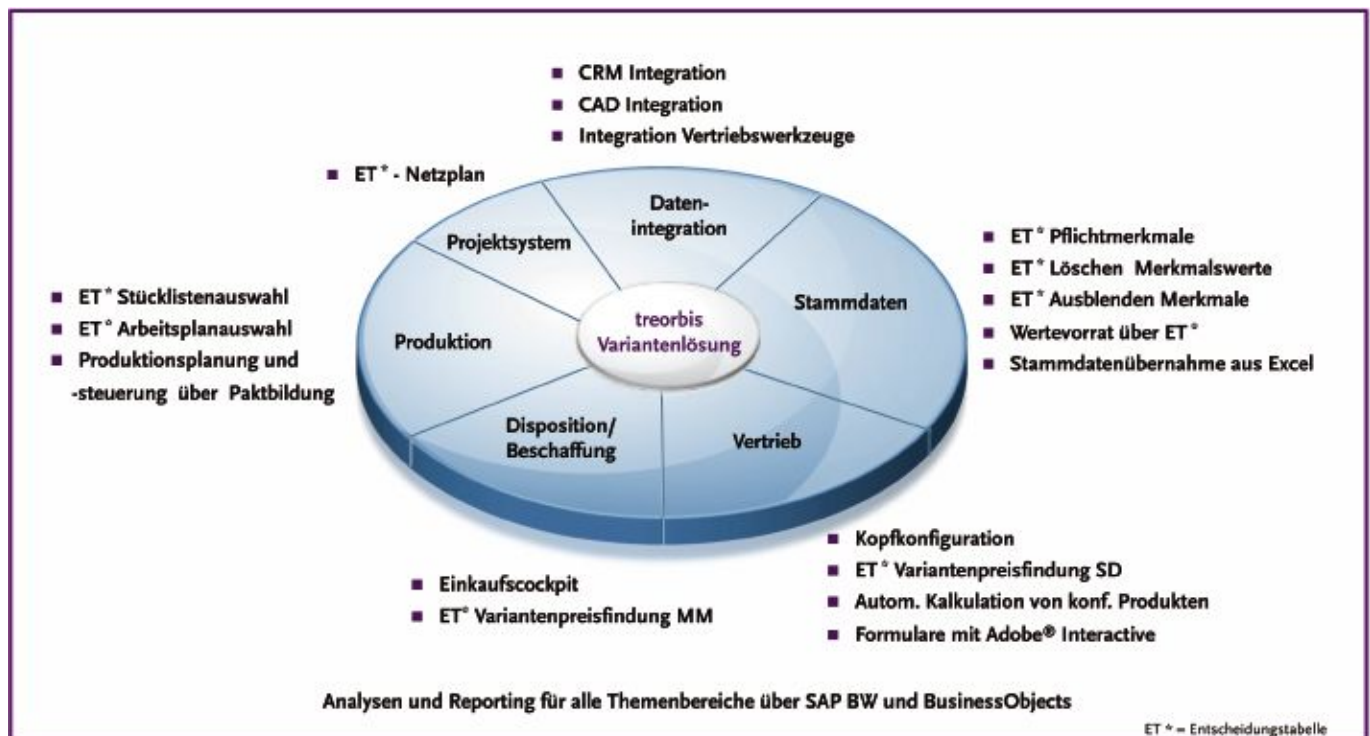 ■ CRM Integration
■ CAD Integration
■ Integration Vertriebswerkzeuge
■ ET* - Netzplan
Daten-
integration
Projektsystem
■ ET* Pflichtmerkmale
■ ET* Löschen Merkmalswerte
■ ET* Ausblenden Merkmale
■ Wertevorrat über ET*
■ Stammdatenübernahme aus Excel
Stammdaten
■ ET* Stücklistenauswahl
■ ET* Arbeitsplanauswahl
■ Produktionsplanung und
-steuerung über Paktbildung
Produktion
treorbis
Variantenlösung
Disposition/
Beschaffung
Vertrieb
■ Einkaufscockpit
■ ET* Variantenpreisfindung MM
■ Kopfkonfiguration
■ ET* Variantenpreisfindung SD
■ Autom. Kalkulation von konf. Produkten
■ Formulare mit Adobe® Interactive
Analysen und Reporting für alle Themenbereiche über SAP BW und BusinessObjects
ET * = Entscheidungstabelle